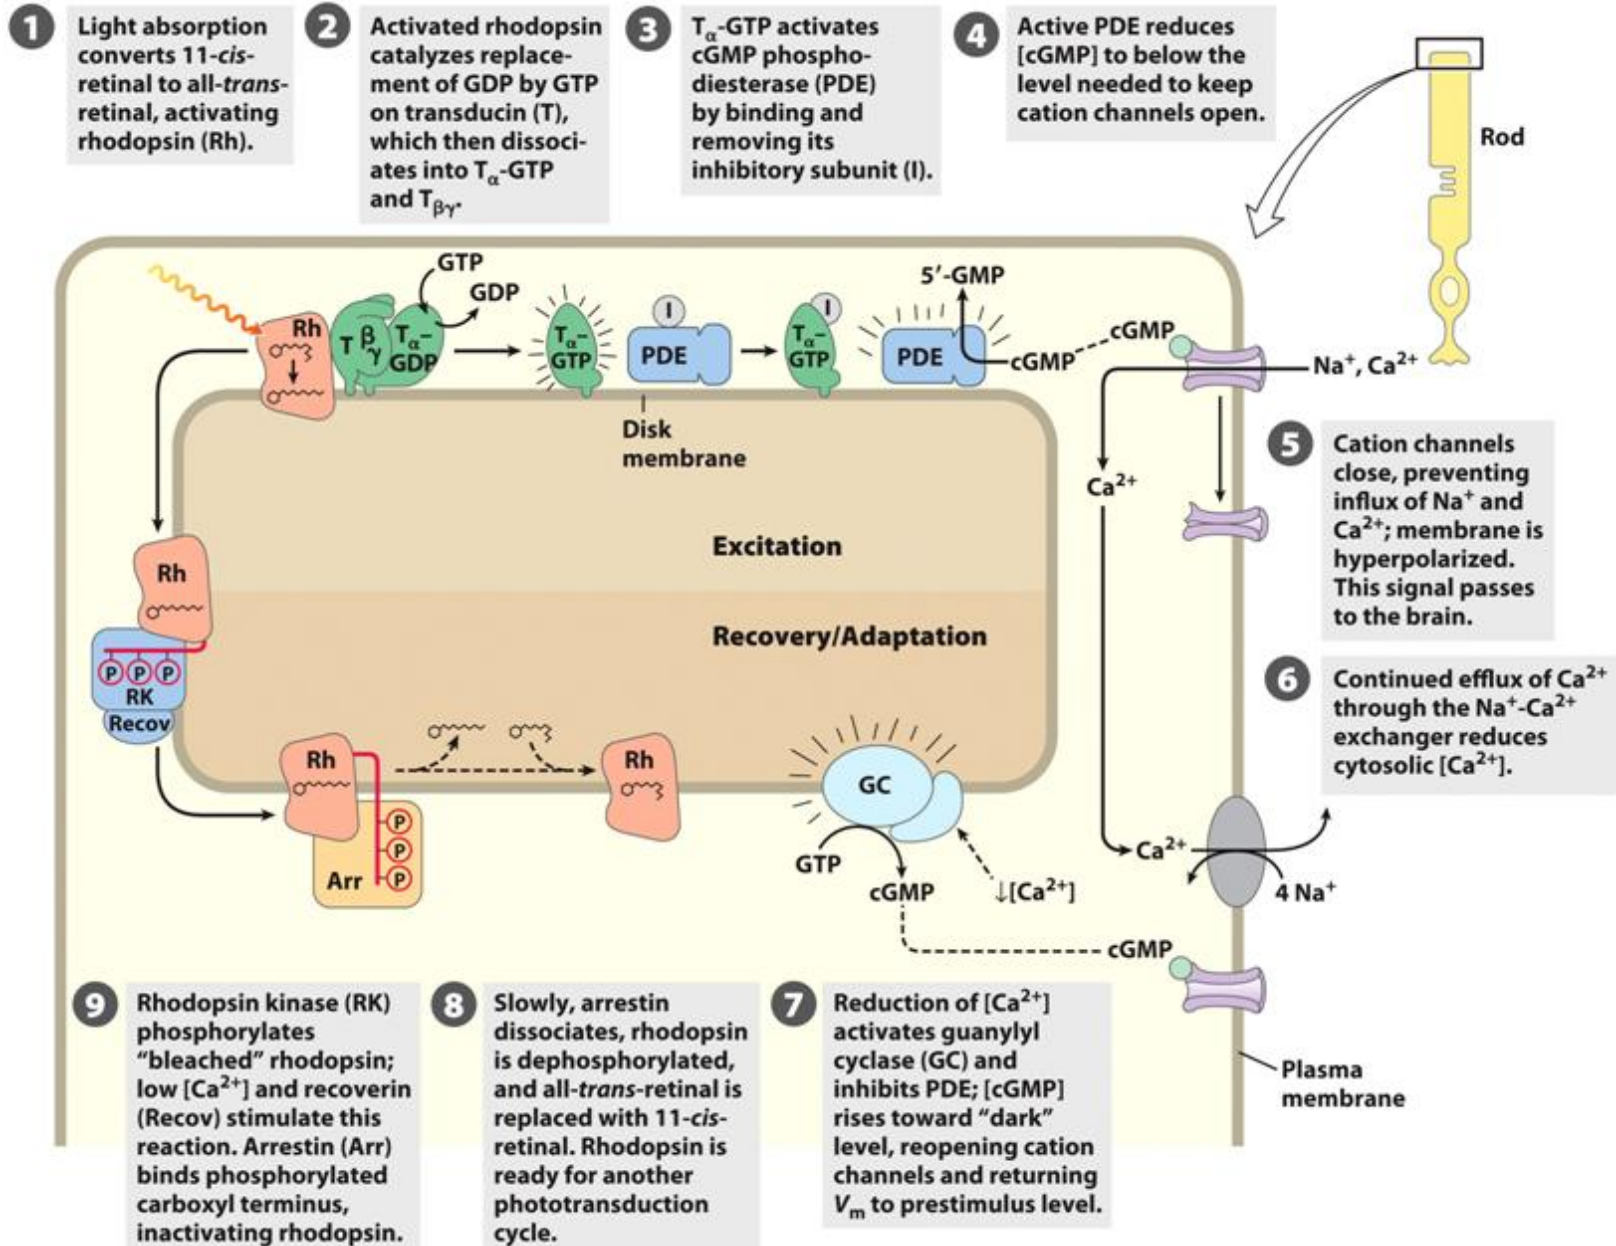 1
Light absorption
converts 11-cis-
retinal to all-trans-
retinal, activating
rhodopsin (Rh).
2
Activated rhodopsin
catalyzes replace-
ment of GDP by GTP
on transducin (T),
which then dissoci-
ates into Tα-GTP
and Tβγ.
3
Tα-GTP activates
cGMP phospho-
diesterase (PDE)
by binding and
removing its
inhibitory subunit (I).
4
Active PDE reduces
[cGMP] to below the
level needed to keep
cation channels open.
Rod
GTP
GDP
Rh
T β γ
Tα–
GDP
Tα–
GTP
I
PDE
Tα–
GTP
I
5′-GMP
PDE
cGMP
cGMP
Na⁺, Ca²⁺
Disk
membrane
Ca²⁺
Excitation
5
Cation channels
close, preventing
influx of Na⁺ and
Ca²⁺; membrane is
hyperpolarized.
This signal passes
to the brain.
Rh
P P P
RK
Recov
Recovery/Adaptation
6
Continued efflux of Ca²⁺
through the Na⁺-Ca²⁺
exchanger reduces
cytosolic [Ca²⁺].
Rh
P
P
P
Arr
Rh
GC
GTP
cGMP
↓[Ca²⁺]
Ca²⁺
4 Na⁺
cGMP
9
Rhodopsin kinase (RK)
phosphorylates
“bleached” rhodopsin;
low [Ca²⁺] and recoverin
(Recov) stimulate this
reaction. Arrestin (Arr)
binds phosphorylated
carboxyl terminus,
inactivating rhodopsin.
8
Slowly, arrestin
dissociates, rhodopsin
is dephosphorylated,
and all-trans-retinal is
replaced with 11-cis-
retinal. Rhodopsin is
ready for another
phototransduction
cycle.
7
Reduction of [Ca²⁺]
activates guanylyl
cyclase (GC) and
inhibits PDE; [cGMP]
rises toward “dark”
level, reopening cation
channels and returning
Vm to prestimulus level.
Plasma
membrane